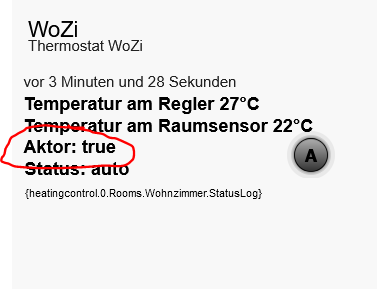 WoZi
Thermostat WoZi
vor 3 Minuten und 28 Sekunden
Temperatur am Regler 27°C
Temperatur am Raumsensor 22°C
Aktor: true
Status: auto
A
{heatingcontrol.0.Rooms.Wohnzimmer.StatusLog}